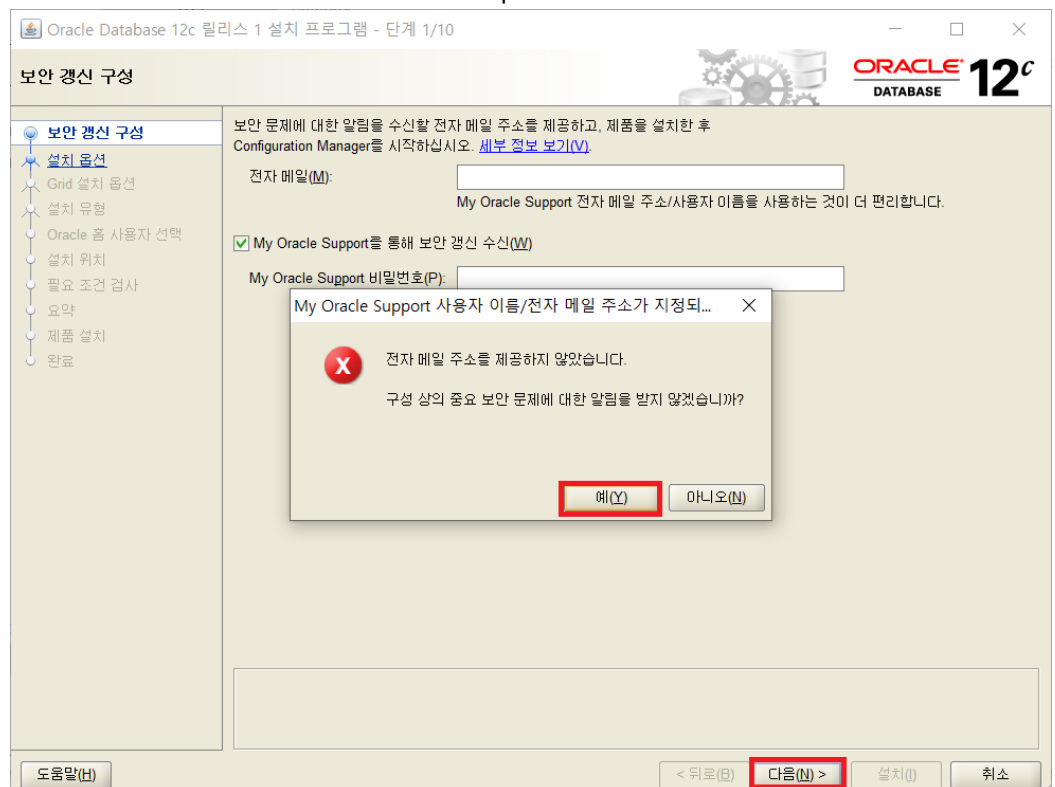 Oracle Database 12c 릴리스 1 설치 프로그램 - 단계 1/10
보안 갱신 구성
ORACLE
DATABASE
12c
보안 갱신 구성
설치 옵션
Grid 설치 옵션
설치 유형
Oracle 홈 사용자 선택
설치 위치
필요 조건 검사
요약
제품 설치
완료
보안 문제에 대한 알림을 수신할 전자 메일 주소를 제공하고, 제품을 설치한 후
Configuration Manager를 시작하십시오. 세부 정보 보기(V).
전자 메일(M):
My Oracle Support 전자 메일 주소/사용자 이름을 사용하는 것이 더 편리합니다.
My Oracle Support를 통해 보안 갱신 수신(W)
My Oracle Support 비밀번호(P):
My Oracle Support 사용자 이름/전자 메일 주소가 지정되...
전자 메일 주소를 제공하지 않았습니다.
구성 상의 중요 보안 문제에 대한 알림을 받지 않겠습니까?
예(Y) 아니오(N)
도움말(H) < 뒤로(B) 다음(N) > 설치(I) 취소